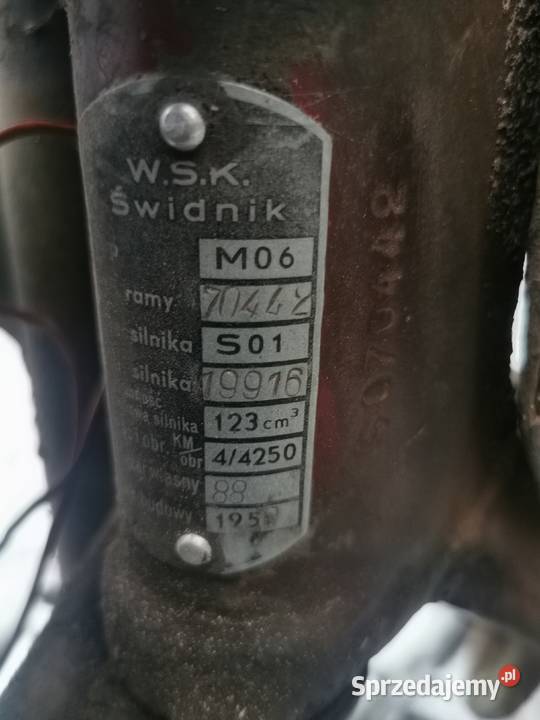 W.S.K.
Świdnik
M06
ramy 70442
silnika S01
silnika 19916
silnika 123 cm³
KM/obr 4/4250
88
195
070442
Sprzedajemy.pl